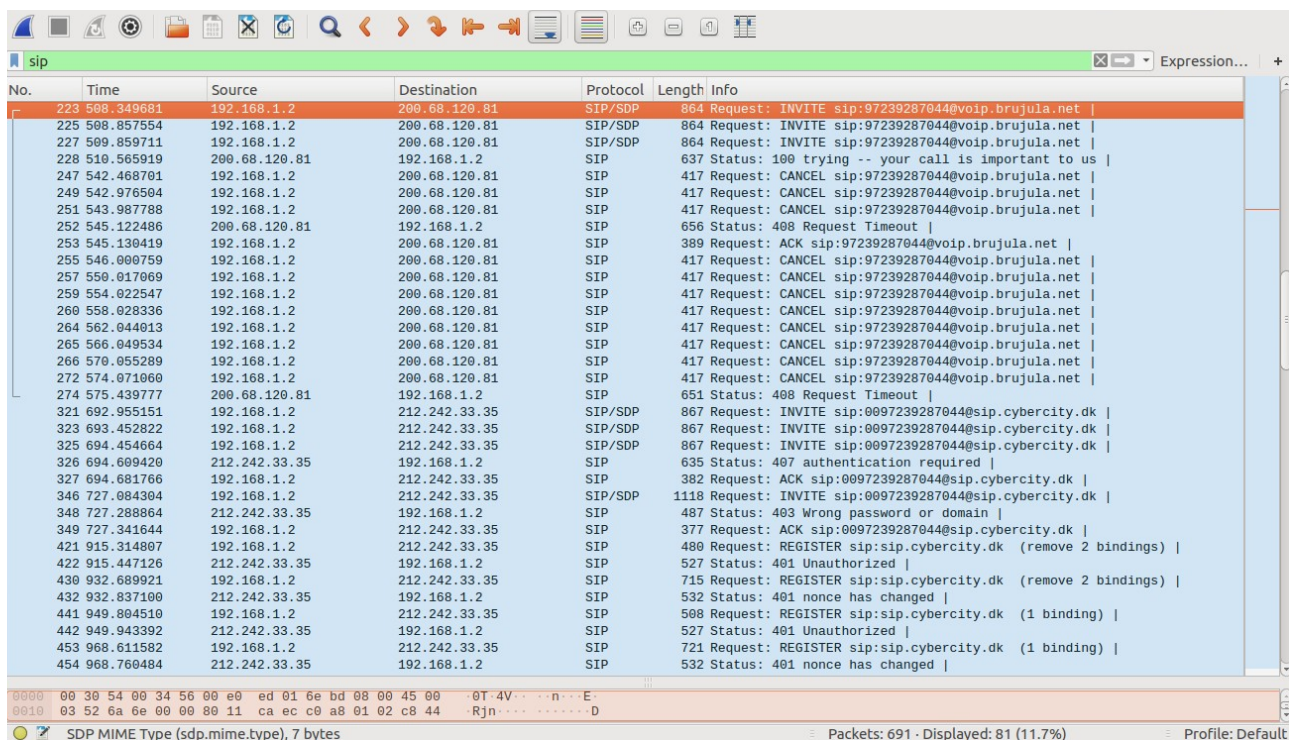 sip Expression... +
No. Time Source Destination Protocol Length Info
223 508.349681 192.168.1.2 200.68.120.81 SIP/SDP 864 Request: INVITE sip:97239287044@voip.brujula.net |
225 508.857554 192.168.1.2 200.68.120.81 SIP/SDP 864 Request: INVITE sip:97239287044@voip.brujula.net |
227 509.859711 192.168.1.2 200.68.120.81 SIP/SDP 864 Request: INVITE sip:97239287044@voip.brujula.net |
228 510.565919 200.68.120.81 192.168.1.2 SIP 637 Status: 100 trying -- your call is important to us |
247 542.468701 192.168.1.2 200.68.120.81 SIP 417 Request: CANCEL sip:97239287044@voip.brujula.net |
249 542.976504 192.168.1.2 200.68.120.81 SIP 417 Request: CANCEL sip:97239287044@voip.brujula.net |
251 543.987788 192.168.1.2 200.68.120.81 SIP 417 Request: CANCEL sip:97239287044@voip.brujula.net |
252 545.122486 200.68.120.81 192.168.1.2 SIP 656 Status: 408 Request Timeout |
253 545.130419 192.168.1.2 200.68.120.81 SIP 389 Request: ACK sip:97239287044@voip.brujula.net |
255 546.000759 192.168.1.2 200.68.120.81 SIP 417 Request: CANCEL sip:97239287044@voip.brujula.net |
257 550.017069 192.168.1.2 200.68.120.81 SIP 417 Request: CANCEL sip:97239287044@voip.brujula.net |
259 554.022547 192.168.1.2 200.68.120.81 SIP 417 Request: CANCEL sip:97239287044@voip.brujula.net |
260 558.028336 192.168.1.2 200.68.120.81 SIP 417 Request: CANCEL sip:97239287044@voip.brujula.net |
264 562.044013 192.168.1.2 200.68.120.81 SIP 417 Request: CANCEL sip:97239287044@voip.brujula.net |
265 566.049534 192.168.1.2 200.68.120.81 SIP 417 Request: CANCEL sip:97239287044@voip.brujula.net |
266 570.055289 192.168.1.2 200.68.120.81 SIP 417 Request: CANCEL sip:97239287044@voip.brujula.net |
272 574.071060 192.168.1.2 200.68.120.81 SIP 417 Request: CANCEL sip:97239287044@voip.brujula.net |
274 575.439777 200.68.120.81 192.168.1.2 SIP 651 Status: 408 Request Timeout |
321 692.955151 192.168.1.2 212.242.33.35 SIP/SDP 867 Request: INVITE sip:0097239287044@sip.cybercity.dk |
323 693.452822 192.168.1.2 212.242.33.35 SIP/SDP 867 Request: INVITE sip:0097239287044@sip.cybercity.dk |
325 694.454664 192.168.1.2 212.242.33.35 SIP/SDP 867 Request: INVITE sip:0097239287044@sip.cybercity.dk |
326 694.609420 212.242.33.35 192.168.1.2 SIP 635 Status: 407 authentication required |
327 694.681766 192.168.1.2 212.242.33.35 SIP 382 Request: ACK sip:0097239287044@sip.cybercity.dk |
346 727.084304 192.168.1.2 212.242.33.35 SIP/SDP 1118 Request: INVITE sip:0097239287044@sip.cybercity.dk |
348 727.288864 212.242.33.35 192.168.1.2 SIP 487 Status: 403 Wrong password or domain |
349 727.341644 192.168.1.2 212.242.33.35 SIP 377 Request: ACK sip:0097239287044@sip.cybercity.dk |
421 915.314807 192.168.1.2 212.242.33.35 SIP 480 Request: REGISTER sip:sip.cybercity.dk (remove 2 bindings) |
422 915.447126 212.242.33.35 192.168.1.2 SIP 527 Status: 401 Unauthorized |
430 932.689921 192.168.1.2 212.242.33.35 SIP 715 Request: REGISTER sip:sip.cybercity.dk (remove 2 bindings) |
432 932.837100 212.242.33.35 192.168.1.2 SIP 532 Status: 401 nonce has changed |
441 949.804510 192.168.1.2 212.242.33.35 SIP 508 Request: REGISTER sip:sip.cybercity.dk (1 binding) |
442 949.943392 212.242.33.35 192.168.1.2 SIP 527 Status: 401 Unauthorized |
453 968.611582 192.168.1.2 212.242.33.35 SIP 721 Request: REGISTER sip:sip.cybercity.dk (1 binding) |
454 968.760484 212.242.33.35 192.168.1.2 SIP 532 Status: 401 nonce has changed |
0000 00 30 54 00 34 56 00 e0 ed 01 6e bd 08 00 45 00 ·0T·4V·· ··n···E·
0010 03 52 6a 6e 00 00 80 11 ca ec c0 a8 01 02 c8 44 ·Rjn···· ·······D
SDP MIME Type (sdp.mime.type), 7 bytes Packets: 691 · Displayed: 81 (11.7%) Profile: Default